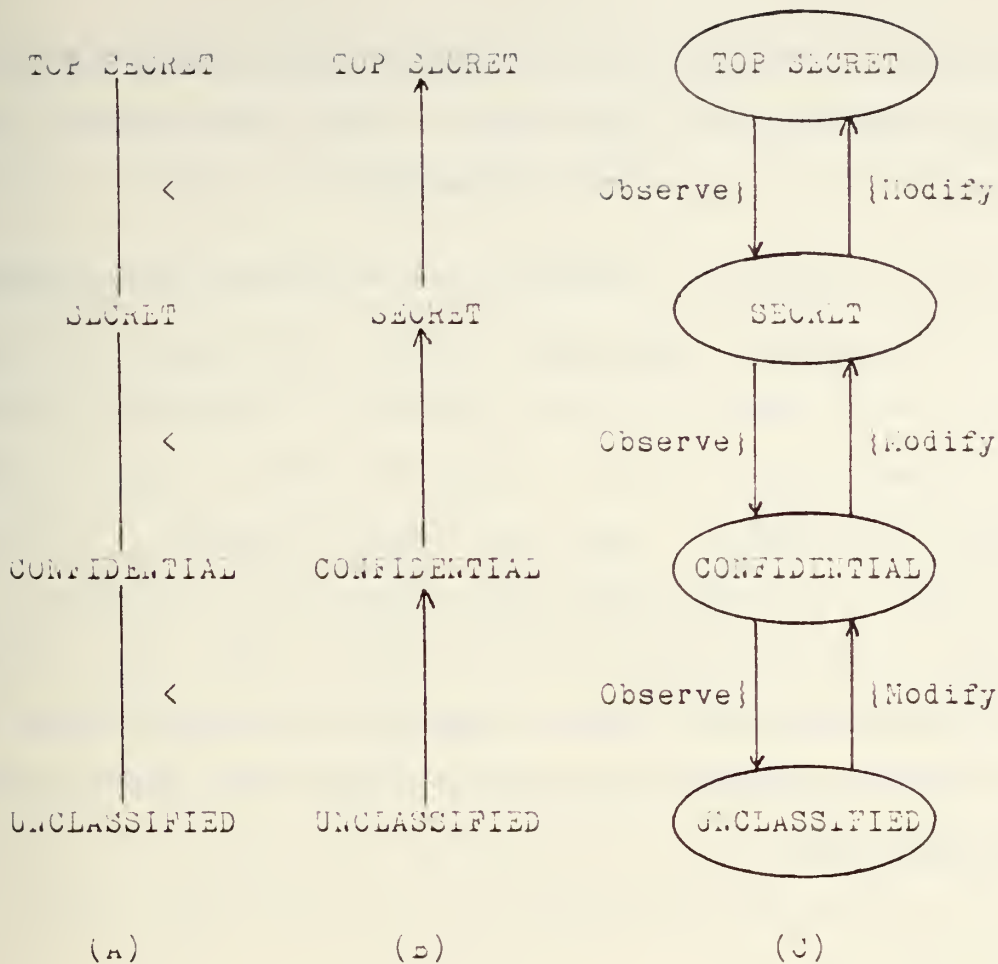 TOP SECRET TOP SECRET TOP SECRET
< Observe} {Modify
SECRET SECRET SECRET
< Observe} {Modify
CONFIDENTIAL CONFIDENTIAL CONFIDENTIAL
< Observe} {Modify
UNCLASSIFIED UNCLASSIFIED UNCLASSIFIED
(A) (B) (C)